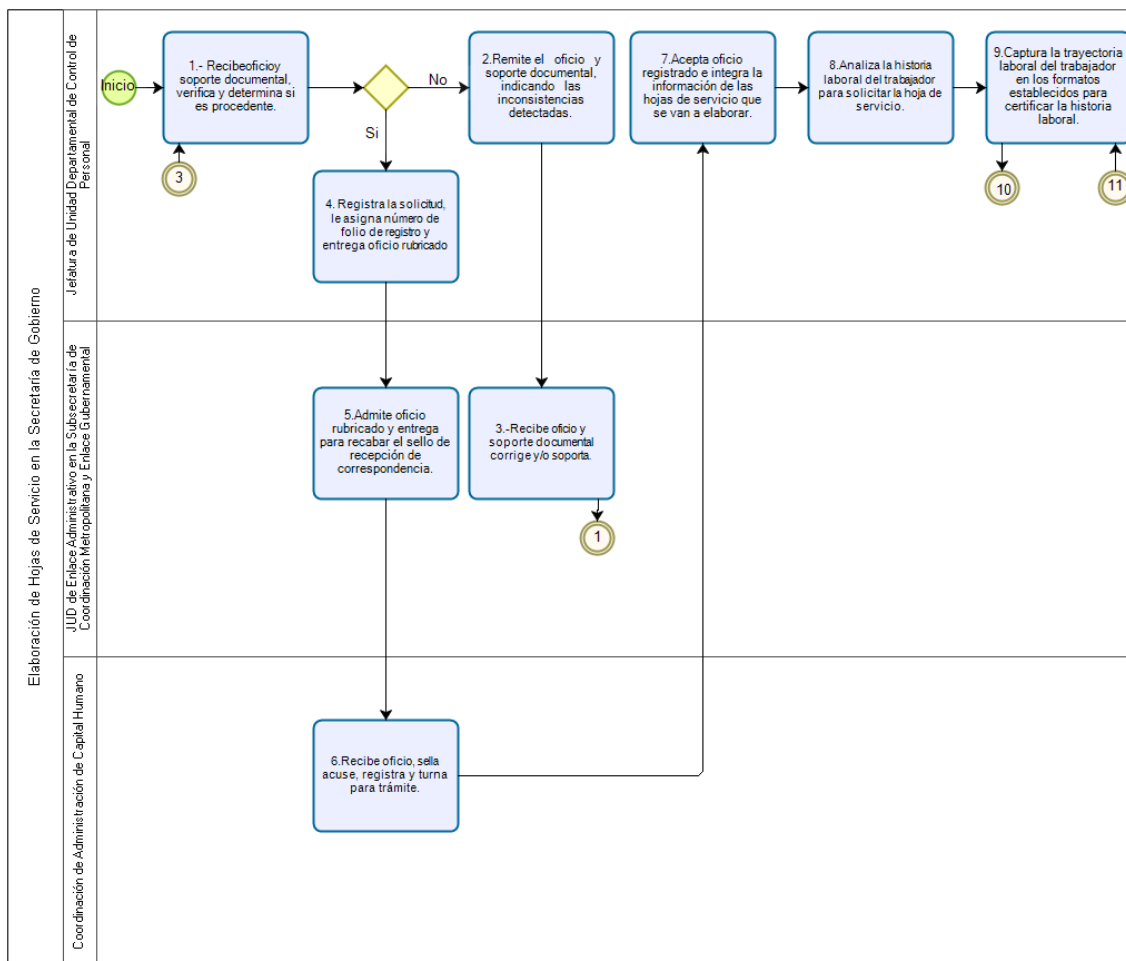 Elaboración de Hojas de Servicio en la Secretaría de Gobierno
Jefatura de Unidad Departamental de Control de
Personal
Inicio
1.- Recibeoficioy
soporte documental,
verifica y determina si
es procedente.
3
No
Si
2.Remite el oficio y
soporte documental,
indicando las
inconsistencias
detectadas.
4. Registra la solicitud,
le asigna número de
folio de registro y
entrega oficio rubricado
7.Acepta oficio
registrado e integra la
información de las
hojas de servicio que
se van a elaborar.
8.Analiza la historia
laboral del trabajador
para solicitar la hoja de
servicio.
9.Captura la trayectoria
laboral del trabajador
en los formatos
establecidos para
certificar la historia
laboral.
10
11
JUD de Enlace Administrativo en la Subsecretaría de
Coordinación Metropolitana y Enlace Gubernamental
5.Admite oficio
rubricado y entrega
para recabar el sello de
recepción de
correspondencia.
3.-Recibe oficio y
soporte documental
corrige y/o soporta.
1
Coordinación de Administración de Capital Humano
6.Recibe oficio, sella
acuse, registra y turna
para trámite.